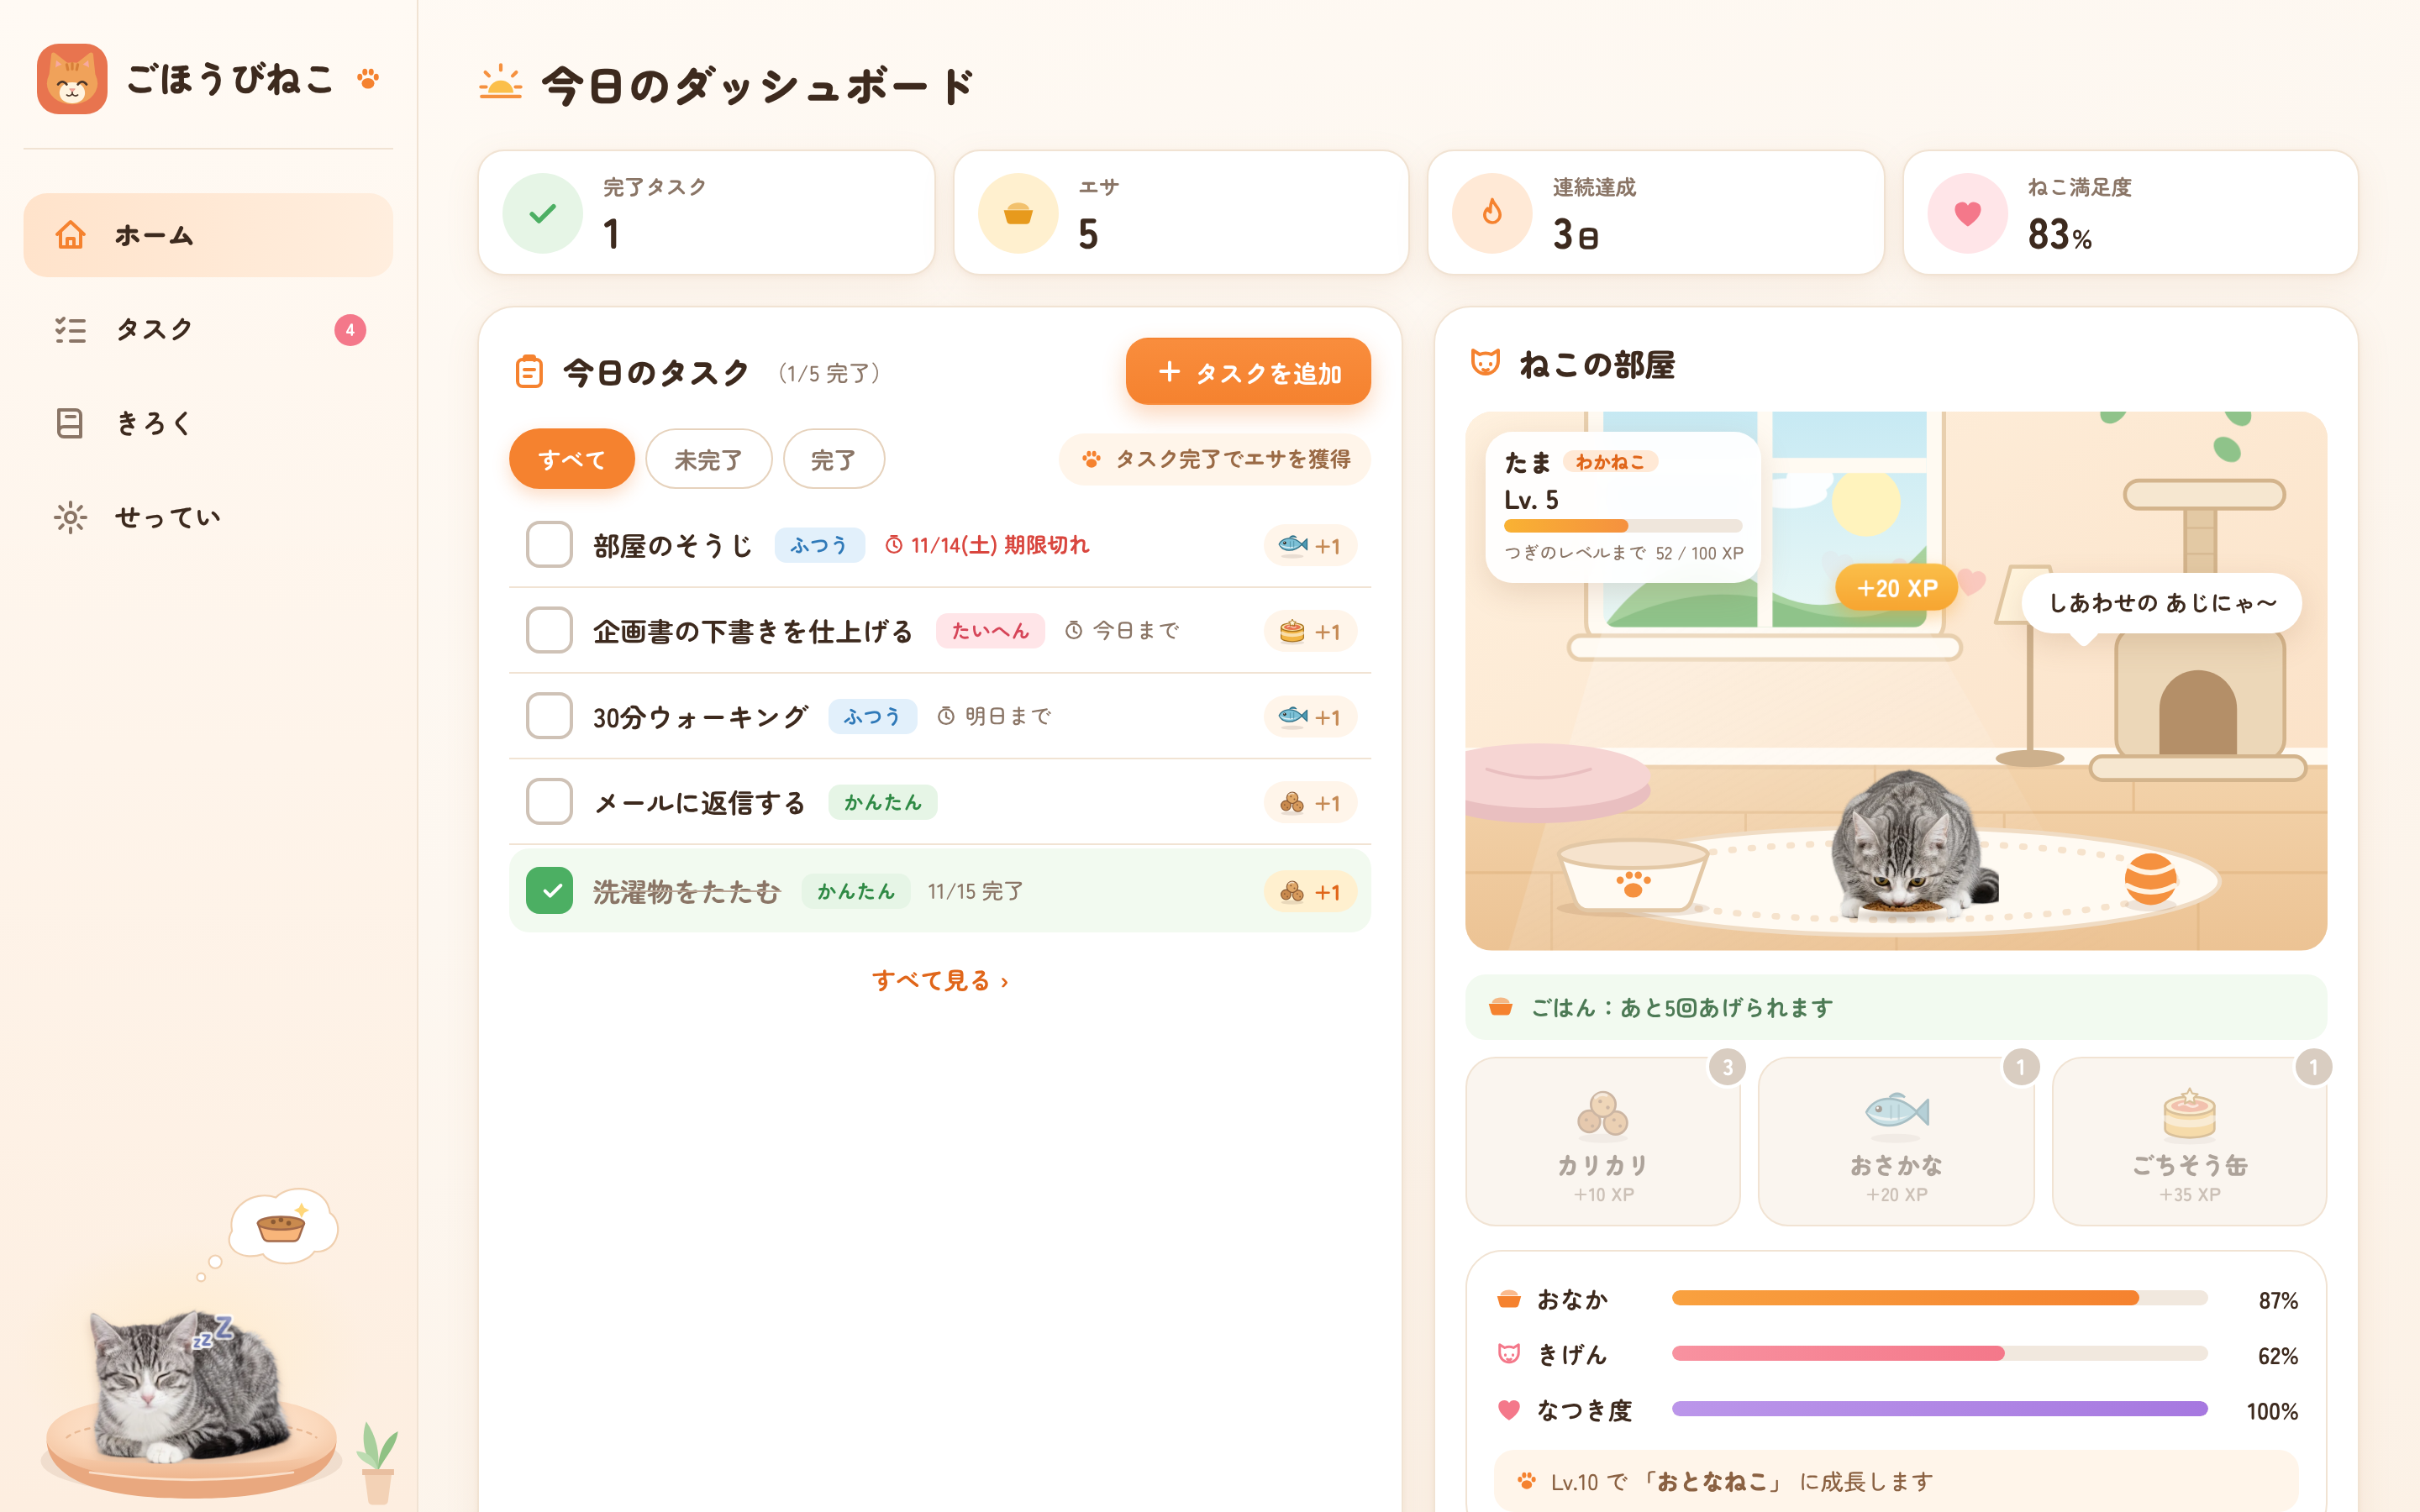 ごほうびねこ
ホーム
タスク 4
きろく
せってい
zzZ
今日のダッシュボード
完了タスク
1
エサ
5
連続達成
3日
ねこ満足度
83%
今日のタスク (1/5 完了)
+ タスクを追加
すべて 未完了 完了
タスク完了でエサを獲得
部屋のそうじ ふつう 11/14(土) 期限切れ +1
企画書の下書きを仕上げる たいへん 今日まで +1
30分ウォーキング ふつう 明日まで +1
メールに返信する かんたん +1
洗濯物をたたむ かんたん 11/15 完了 +1
すべて見る ›
ねこの部屋
たま わかねこ
Lv. 5
つぎのレベルまで 52 / 100 XP
+20 XP
しあわせの あじにゃ〜
ごはん：あと5回あげられます
3
カリカリ
+10 XP
1
おさかな
+20 XP
1
ごちそう缶
+35 XP
おなか 87%
きげん 62%
なつき度 100%
Lv.10 で 「おとなねこ」 に成長します